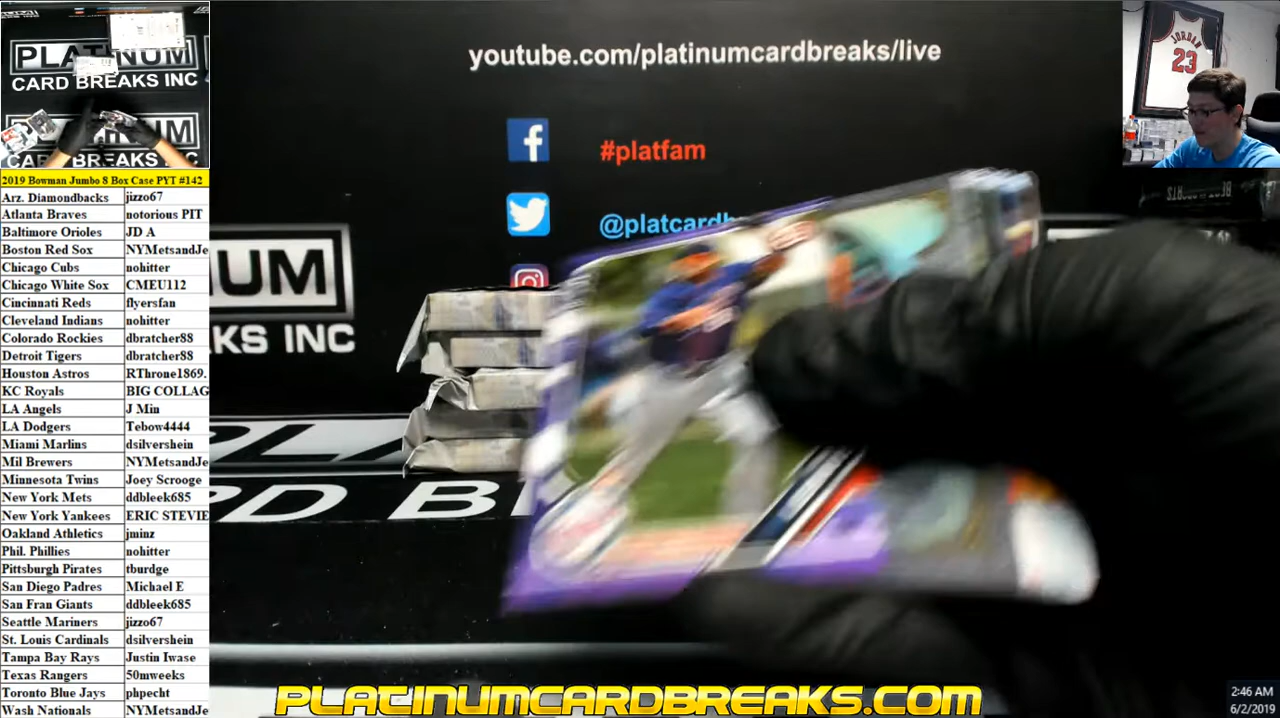 PLATINUM
CARD BREAKS INC
CARD BREAKS INC
2019 Bowman Jumbo 8 Box Case PYT #142
Arz. Diamondbacks jizzo67
Atlanta Braves notorious PIT
Baltimore Orioles JD A
Boston Red Sox NYMetsandJe
Chicago Cubs nohitter
Chicago White Sox CMEU112
Cincinnati Reds flyersfan
Cleveland Indians nohitter
Colorado Rockies dbratcher88
Detroit Tigers dbratcher88
Houston Astros RThrone1869.
KC Royals BIG COLLAG
LA Angels J Min
LA Dodgers Tebow4444
Miami Marlins dsilvershein
Mil Brewers NYMetsandJe
Minnesota Twins Joey Scrooge
New York Mets ddbleek685
New York Yankees ERIC STEVIE
Oakland Athletics jminz
Phil. Phillies nohitter
Pittsburgh Pirates tburdge
San Diego Padres Michael E
San Fran Giants ddbleek685
Seattle Mariners jizzo67
St. Louis Cardinals dsilvershein
Tampa Bay Rays Justin Iwase
Texas Rangers 50mweeks
Toronto Blue Jays phpecht
Wash Nationals NYMetsandJe
youtube.com/platinumcardbreaks/live
#platfam
@platcardb
NUM
KS INC
PLA
RD B
JORDAN
23
PLATINUMCARDBREAKS.COM
2:46 AM
6/2/2019